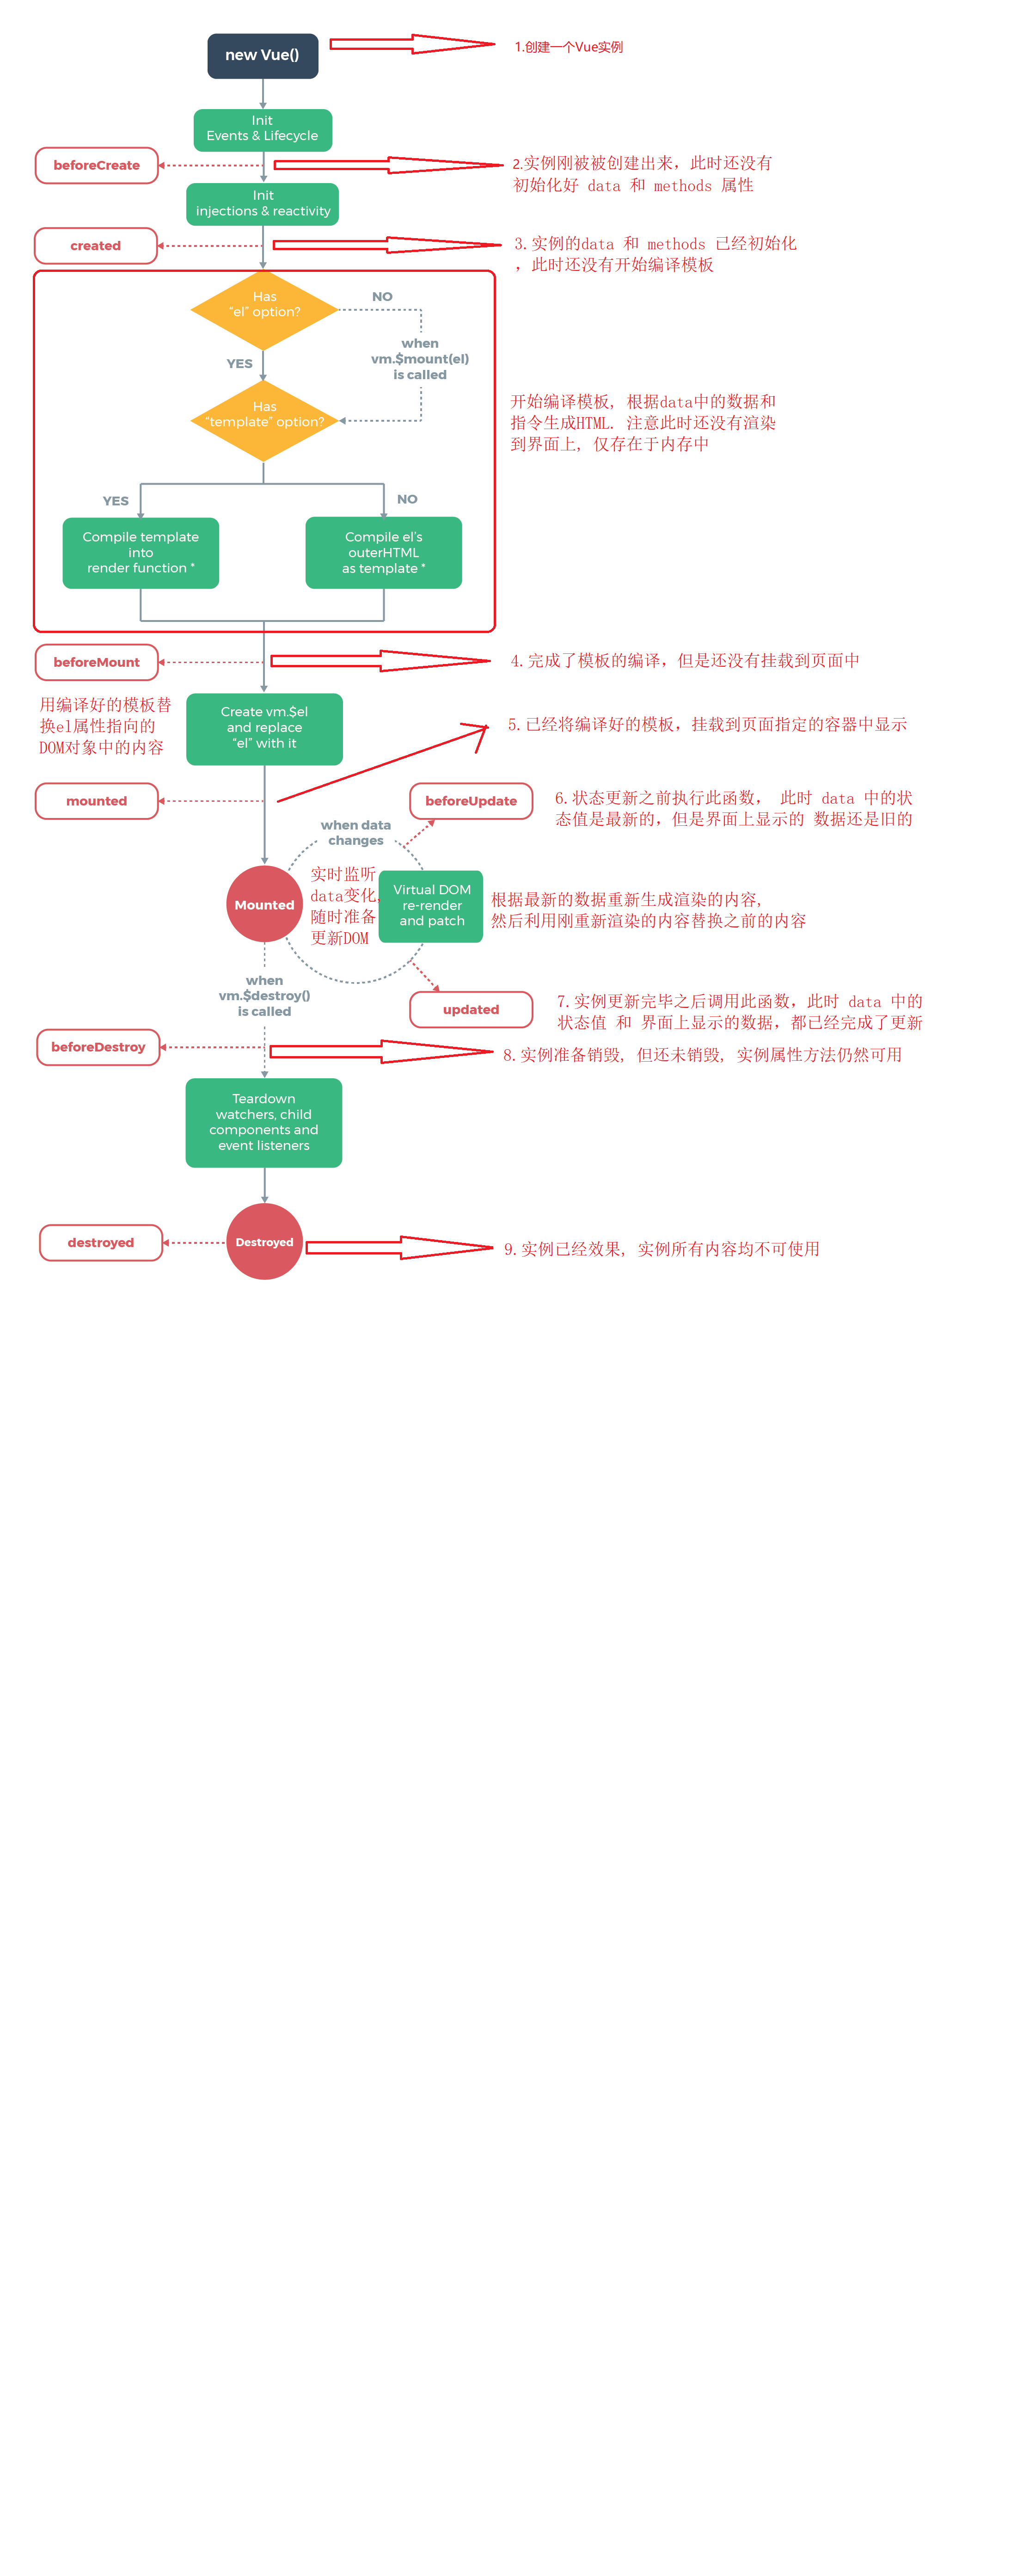 new Vue()
1.创建一个Vue实例
Init
Events & Lifecycle
beforeCreate
2.实例刚被被创建出来，此时还没有
初始化好 data 和 methods 属性
Init
injections & reactivity
created
3.实例的data 和 methods 已经初始化
，此时还没有开始编译模板
Has
“el” option?
NO
when
vm.$mount(el)
is called
YES
Has
“template” option?
开始编译模板, 根据data中的数据和
指令生成HTML. 注意此时还没有渲染
到界面上, 仅存在于内存中
YES
NO
Compile template
into
render function *
Compile el’s
outerHTML
as template *
beforeMount
4.完成了模板的编译，但是还没有挂载到页面中
用编译好的模板替
换el属性指向的
DOM对象中的内容
Create vm.$el
and replace
“el” with it
5.已经将编译好的模板，挂载到页面指定的容器中显示
mounted
beforeUpdate
6.状态更新之前执行此函数， 此时 data 中的状
态值是最新的，但是界面上显示的 数据还是旧的
when data
changes
Mounted
实时监听
data变化,
随时准备
更新DOM
Virtual DOM
re-render
and patch
根据最新的数据重新生成渲染的内容,
然后利用刚重新渲染的内容替换之前的内容
when
vm.$destroy()
is called
updated
7.实例更新完毕之后调用此函数，此时 data 中的
状态值 和 界面上显示的数据，都已经完成了更新
beforeDestroy
8.实例准备销毁, 但还未销毁, 实例属性方法仍然可用
Teardown
watchers, child
components and
event listeners
destroyed
Destroyed
9.实例已经效果, 实例所有内容均不可使用